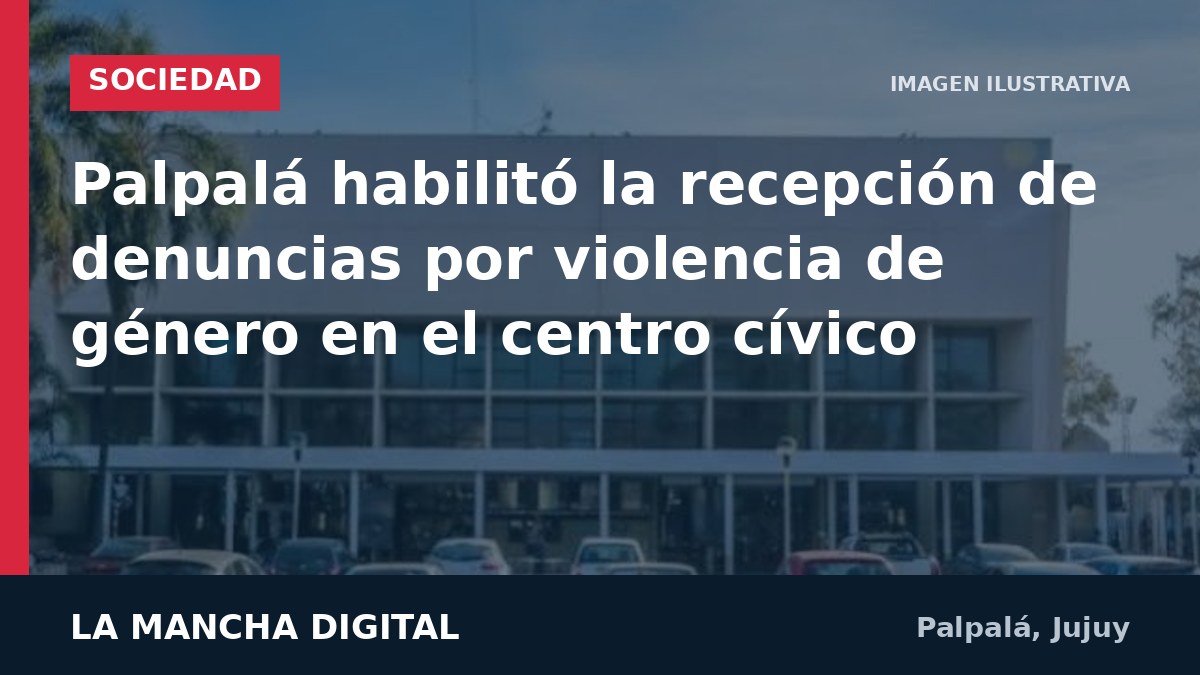 SOCIEDAD
IMAGEN ILUSTRATIVA
Palpalá habilitó la recepción de
denuncias por violencia de
género en el centro cívico
LA MANCHA DIGITAL
Palpalá, Jujuy